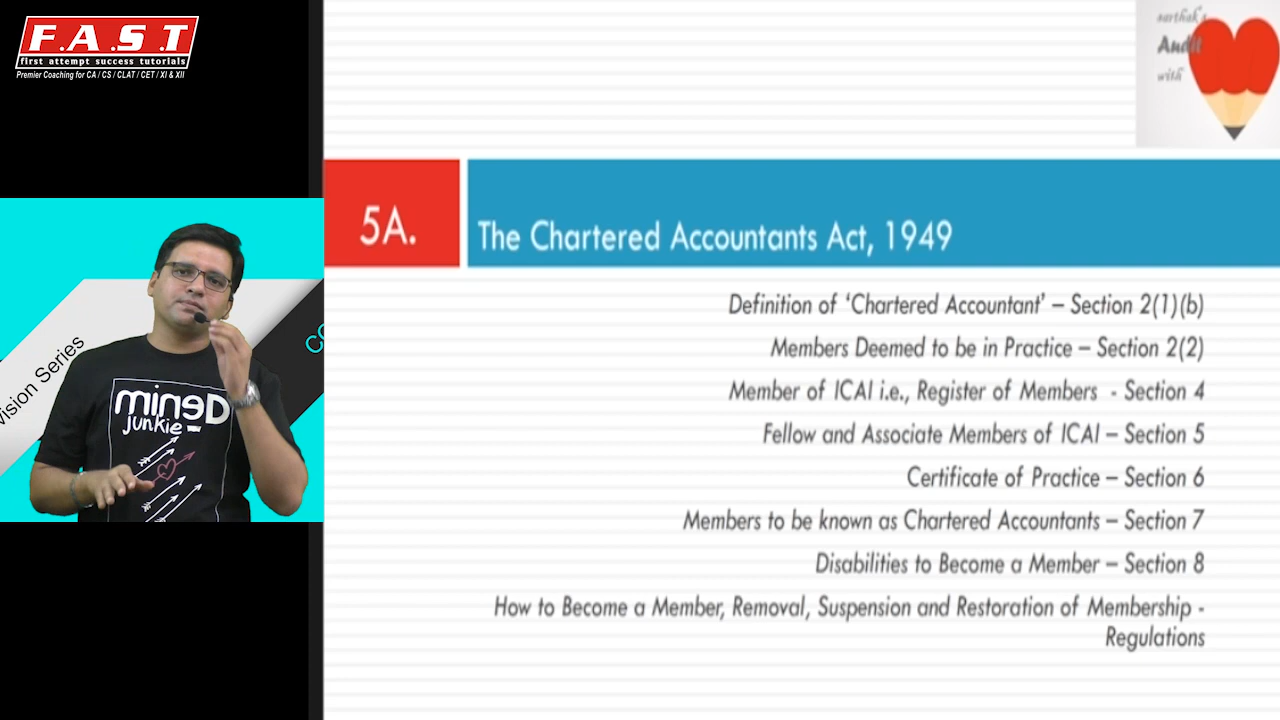 F.A.S.T
first attempt success tutorials
Premier Coaching for CA / CS / CLAT / CET / XI & XII
sarthak's
Audit
with
5A.
The Chartered Accountants Act, 1949
Definition of ‘Chartered Accountant’ – Section 2(1)(b)
Members Deemed to be in Practice – Section 2(2)
Member of ICAI i.e., Register of Members - Section 4
Fellow and Associate Members of ICAI – Section 5
Certificate of Practice – Section 6
Members to be known as Chartered Accountants – Section 7
Disabilities to Become a Member – Section 8
How to Become a Member, Removal, Suspension and Restoration of Membership -
Regulations
Series
Denim
junkie